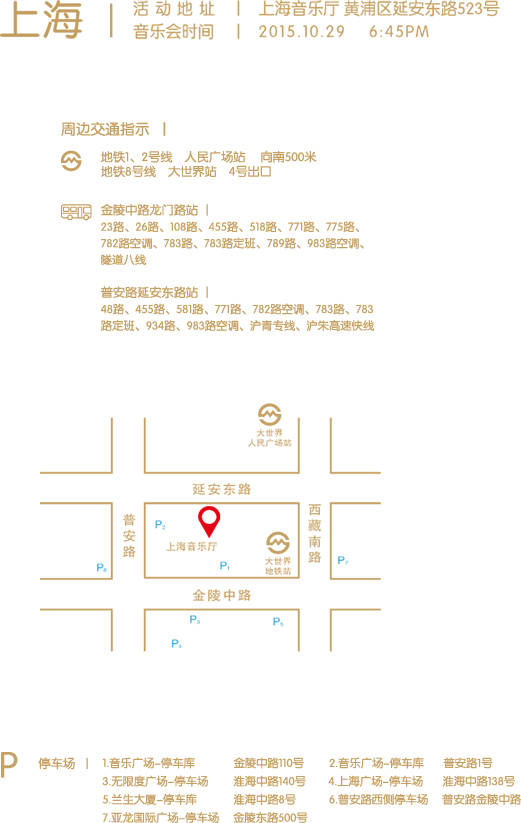 上海 | 活动地址 | 上海音乐厅 黄浦区延安东路523号
音乐会时间 | 2015.10.29 6:45PM
周边交通指示 |
地铁1、2号线 人民广场站 向南500米
地铁8号线 大世界站 4号出口
金陵中路龙门路站 |
23路、26路、108路、455路、518路、771路、775路、
782路空调、783路、783路定班、789路、983路空调、
隧道八线
普安路延安东路站 |
48路、455路、581路、771路、782路空调、783路、783
路定班、934路、983路空调、沪青专线、沪朱高速快线
大世界
人民广场站
延安东路
普安路
西藏南路
P2
上海音乐厅
P1
大世界
地铁站
P6
P7
金陵中路
P3
P5
P4
P 停车场 | 1.音乐广场-停车库 金陵中路110号 2.音乐广场-停车库 普安路1号
3.无限度广场-停车场 淮海中路140号 4.上海广场-停车场 淮海中路138号
5.兰生大厦-停车库 淮海中路8号 6.普安路西侧停车场 普安路金陵中路
7.亚龙国际广场-停车场 金陵东路500号